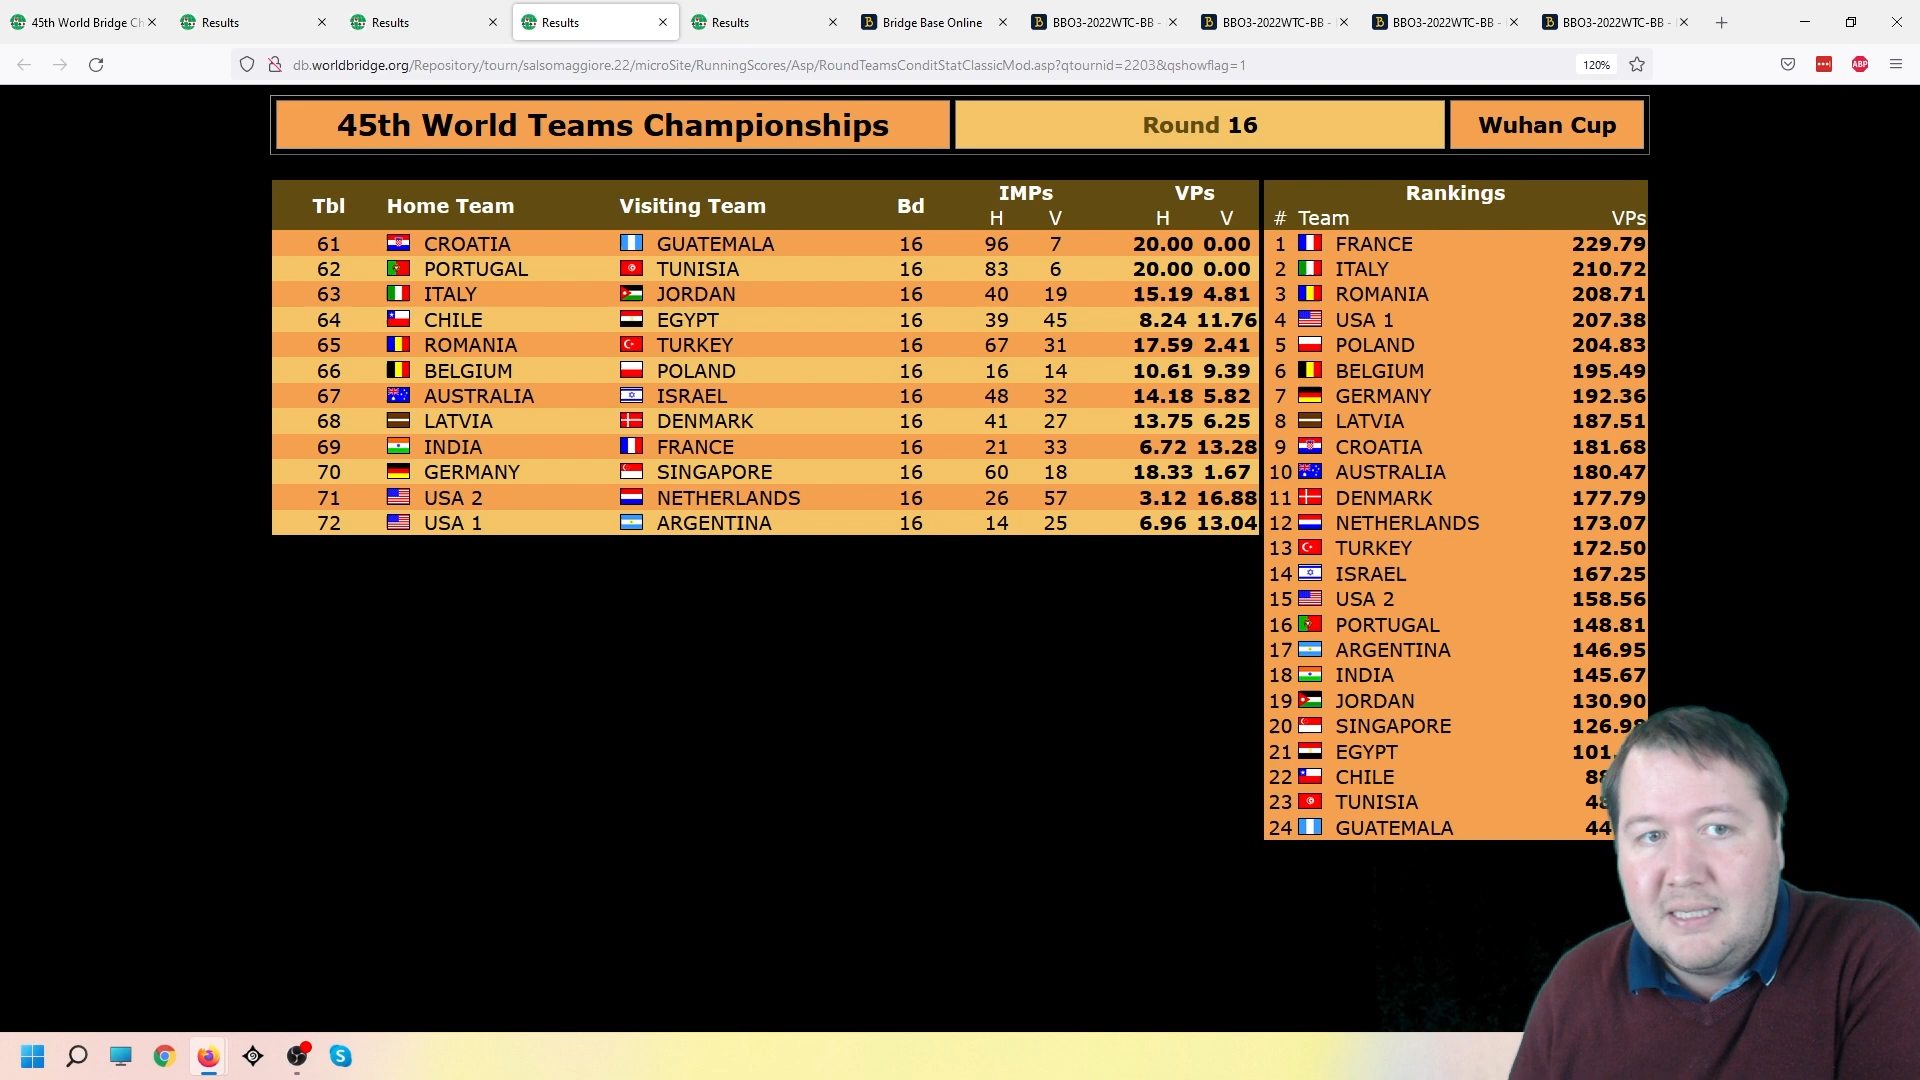 45th World Bridge Ch
Results
Results
Results
Results
Bridge Base Online
BBO3-2022WTC-BB -
BBO3-2022WTC-BB -
BBO3-2022WTC-BB -
BBO3-2022WTC-BB -
db.worldbridge.org/Repository/tourn/salsomaggiore.22/microSite/RunningScores/Asp/RoundTeamsConditStatClassicMod.asp?qtournid=2203&qshowflag=1
120%
ABP
45th World Teams Championships
Round 16
Wuhan Cup
Tbl Home Team Visiting Team Bd IMPs VPs
H V H V
61 CROATIA GUATEMALA 16 96 7 20.00 0.00
62 PORTUGAL TUNISIA 16 83 6 20.00 0.00
63 ITALY JORDAN 16 40 19 15.19 4.81
64 CHILE EGYPT 16 39 45 8.24 11.76
65 ROMANIA TURKEY 16 67 31 17.59 2.41
66 BELGIUM POLAND 16 16 14 10.61 9.39
67 AUSTRALIA ISRAEL 16 48 32 14.18 5.82
68 LATVIA DENMARK 16 41 27 13.75 6.25
69 INDIA FRANCE 16 21 33 6.72 13.28
70 GERMANY SINGAPORE 16 60 18 18.33 1.67
71 USA 2 NETHERLANDS 16 26 57 3.12 16.88
72 USA 1 ARGENTINA 16 14 25 6.96 13.04
Rankings
# Team VPs
1 FRANCE 229.79
2 ITALY 210.72
3 ROMANIA 208.71
4 USA 1 207.38
5 POLAND 204.83
6 BELGIUM 195.49
7 GERMANY 192.36
8 LATVIA 187.51
9 CROATIA 181.68
10 AUSTRALIA 180.47
11 DENMARK 177.79
12 NETHERLANDS 173.07
13 TURKEY 172.50
14 ISRAEL 167.25
15 USA 2 158.56
16 PORTUGAL 148.81
17 ARGENTINA 146.95
18 INDIA 145.67
19 JORDAN 130.90
20 SINGAPORE 126.98
21 EGYPT 101.
22 CHILE 88
23 TUNISIA 48
24 GUATEMALA 44